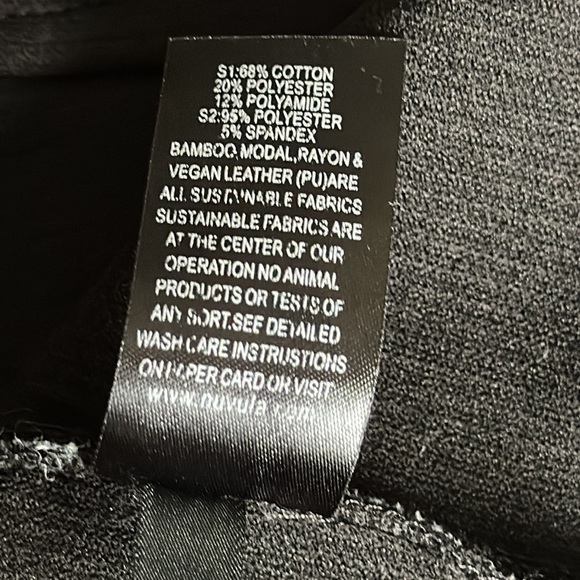 S1:68% COTTON
20% POLYESTER
12% POLYAMIDE
S2:95% POLYESTER
5% SPANDEX
BAMBOO,MODAL,RAYON &
VEGAN LEATHER (PU)ARE
ALL SUSTAINABLE FABRICS
SUSTAINABLE FABRICS ARE
AT THE CENTER OF OUR
OPERATION NO ANIMAL
PRODUCTS OR TESTS OF
ANY SORT.SEE DETAILED
WASH CARE INSTRUSTIONS
ON PAPER CARD OR VISIT
www.nuvula.com